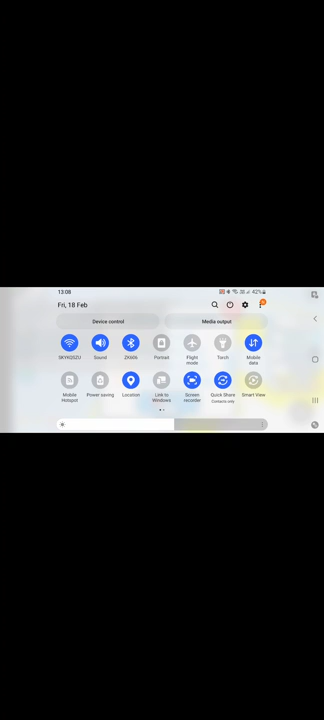 13:08
42%
Fri, 18 Feb
Device control
Media output
SKYKQSZU
Sound
ZK606
Portrait
Flight
mode
Torch
Mobile
data
Mobile
Hotspot
Power saving
Location
Link to
Windows
Screen
recorder
Quick Share
Contacts only
Smart View